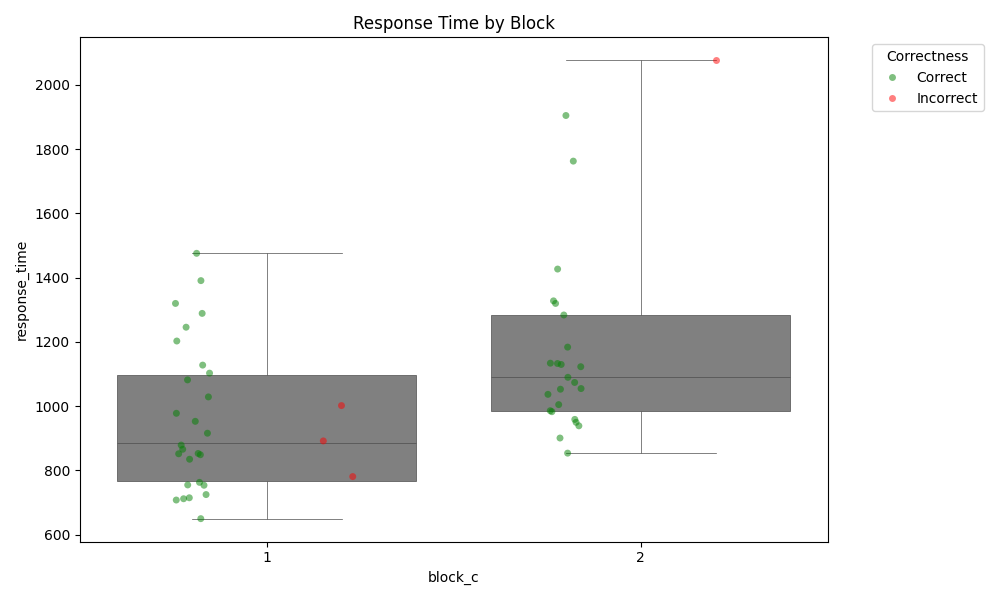 Response Time by Block
Correctness
Correct
Incorrect
response_time
2000
1800
1600
1400
1200
1000
800
600
1
2
block_c